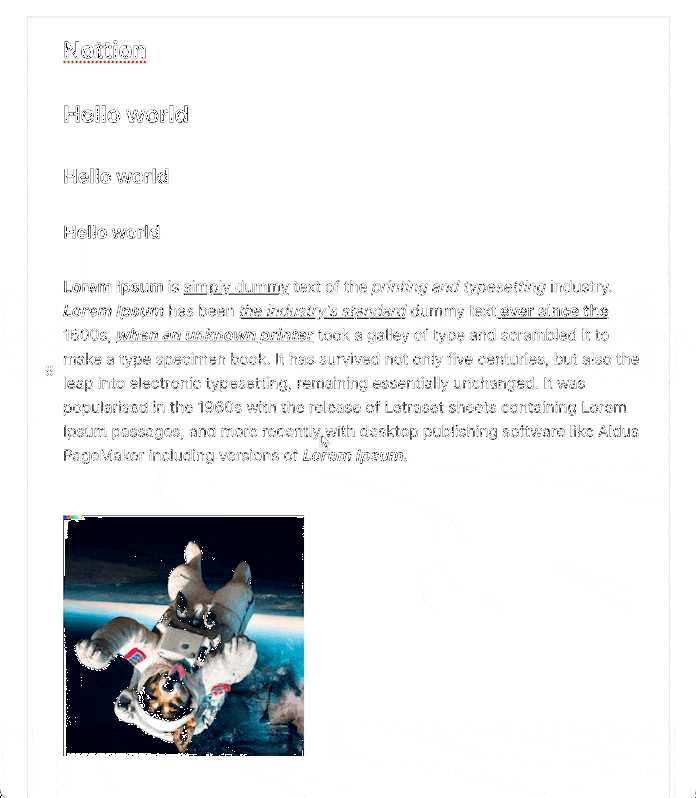 Nottion
Hello world
Hello world
Hello world
Lorem Ipsum is simply dummy text of the printing and typesetting industry.
Lorem Ipsum has been the industry's standard dummy text ever since the
1500s, when an unknown printer took a galley of type and scrambled it to
make a type specimen book. It has survived not only five centuries, but also the
leap into electronic typesetting, remaining essentially unchanged. It was
popularised in the 1960s with the release of Letraset sheets containing Lorem
Ipsum passages, and more recently with desktop publishing software like Aldus
PageMaker including versions of Lorem Ipsum.